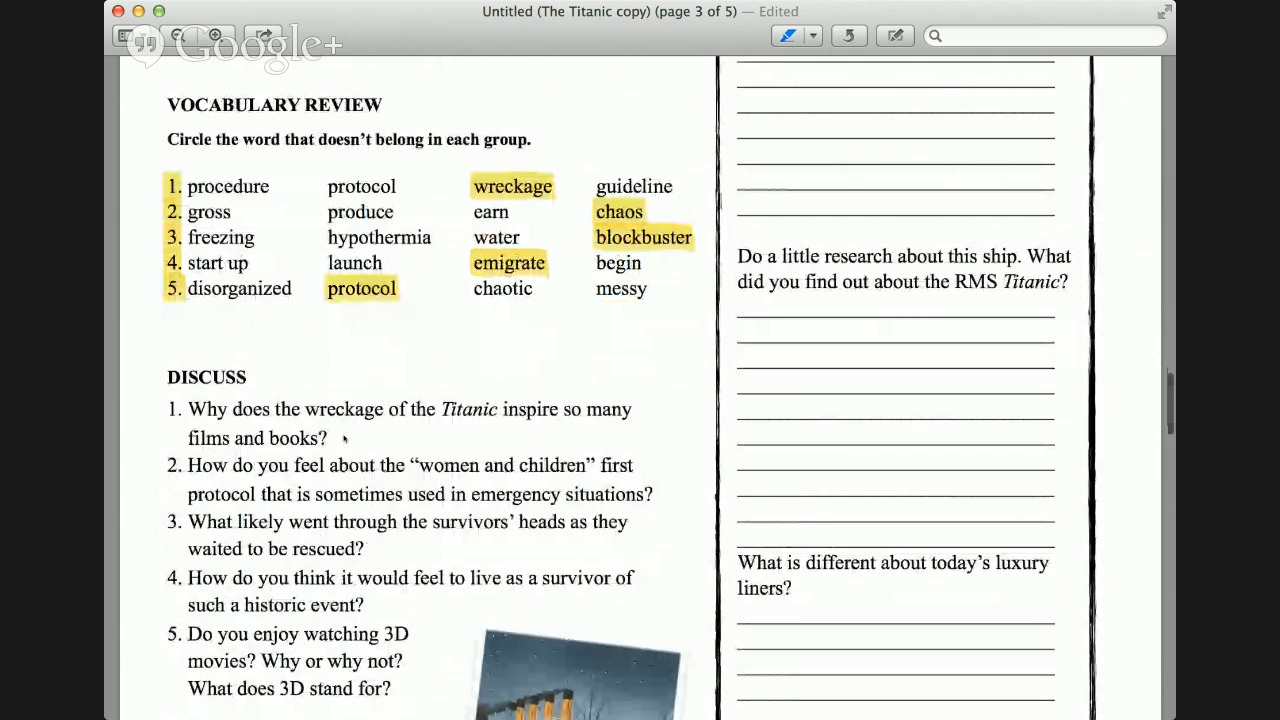 Untitled (The Titanic copy) (page 3 of 5) — Edited
Google+
VOCABULARY REVIEW
Circle the word that doesn't belong in each group.
1. procedure protocol wreckage guideline
2. gross produce earn chaos
3. freezing hypothermia water blockbuster
4. start up launch emigrate begin
5. disorganized protocol chaotic messy
DISCUSS
1. Why does the wreckage of the Titanic inspire so many
films and books?
2. How do you feel about the “women and children” first
protocol that is sometimes used in emergency situations?
3. What likely went through the survivors’ heads as they
waited to be rescued?
4. How do you think it would feel to live as a survivor of
such a historic event?
5. Do you enjoy watching 3D
movies? Why or why not?
What does 3D stand for?
Do a little research about this ship. What
did you find out about the RMS Titanic?
What is different about today’s luxury
liners?